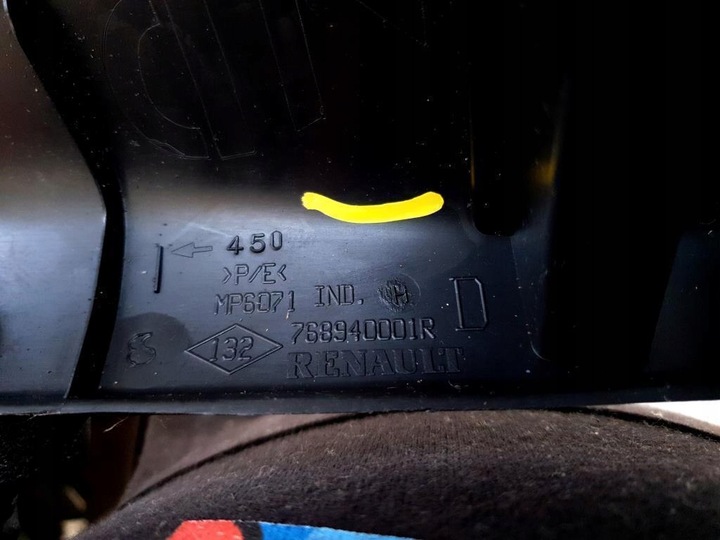 450
>P/E<
MP6071 IND. H
132 768940001R D
RENAULT